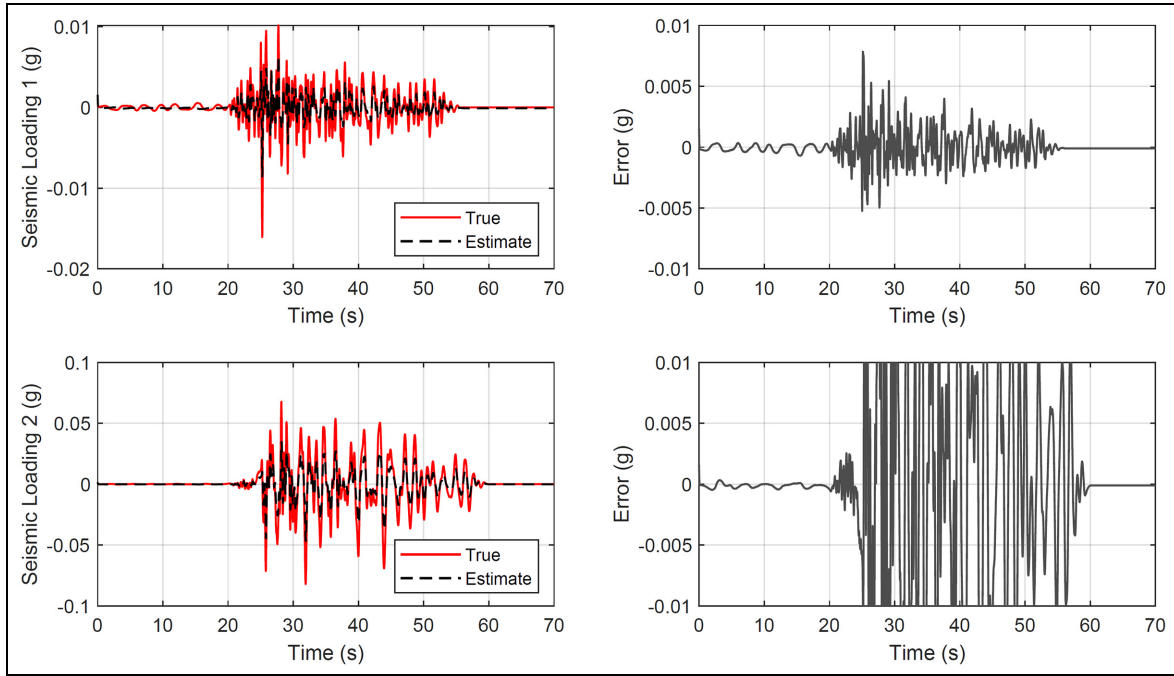 Seismic Loading 1 (g)
0.01
0
-0.01
-0.02
0 10 20 30 40 50 60 70
Time (s)
True
Estimate
Error (g)
0.01
0.005
0
-0.005
-0.01
0 10 20 30 40 50 60 70
Time (s)
Seismic Loading 2 (g)
0.1
0.05
0
-0.05
-0.1
0 10 20 30 40 50 60 70
Time (s)
True
Estimate
Error (g)
0.01
0.005
0
-0.005
-0.01
0 10 20 30 40 50 60 70
Time (s)